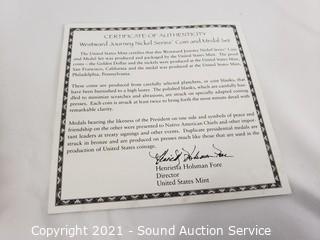 CERTIFICATE OF AUTHENTICITY
Westward Journey Nickel Series™ Coin and Medal Set
The United States Mint certifies that this Westward Journey Nickel Series™ Coin
and Medal Set was produced and packaged by the United States Mint. The
coins – the Golden Dollar and the nickels were produced at the United States Mint,
San Francisco, California and the medal was produced at the United States Mint,
Philadelphia, Pennsylvania.
These coins are produced from carefully selected planchets, or coin blanks, that
have been burnished to a high luster. The polished blanks, which are carefully handled
to minimize scratches and abrasions, are struck on specially adapted coining
presses. Each coin is struck at least twice to bring forth the most minute detail with
remarkable clarity.
Medals bearing the likeness of the President on one side and symbols of peace and
friendship on the other were presented to Native American Chiefs and other important
leaders at treaty signings and other events. Duplicate presidential medals are
struck in bronze and are produced on presses much like those that are used in the
production of United States coinage.
Henrietta Holsman Fore
Henrietta Holsman Fore
Director
United States Mint
Copyright 2021 - Sound Auction Service